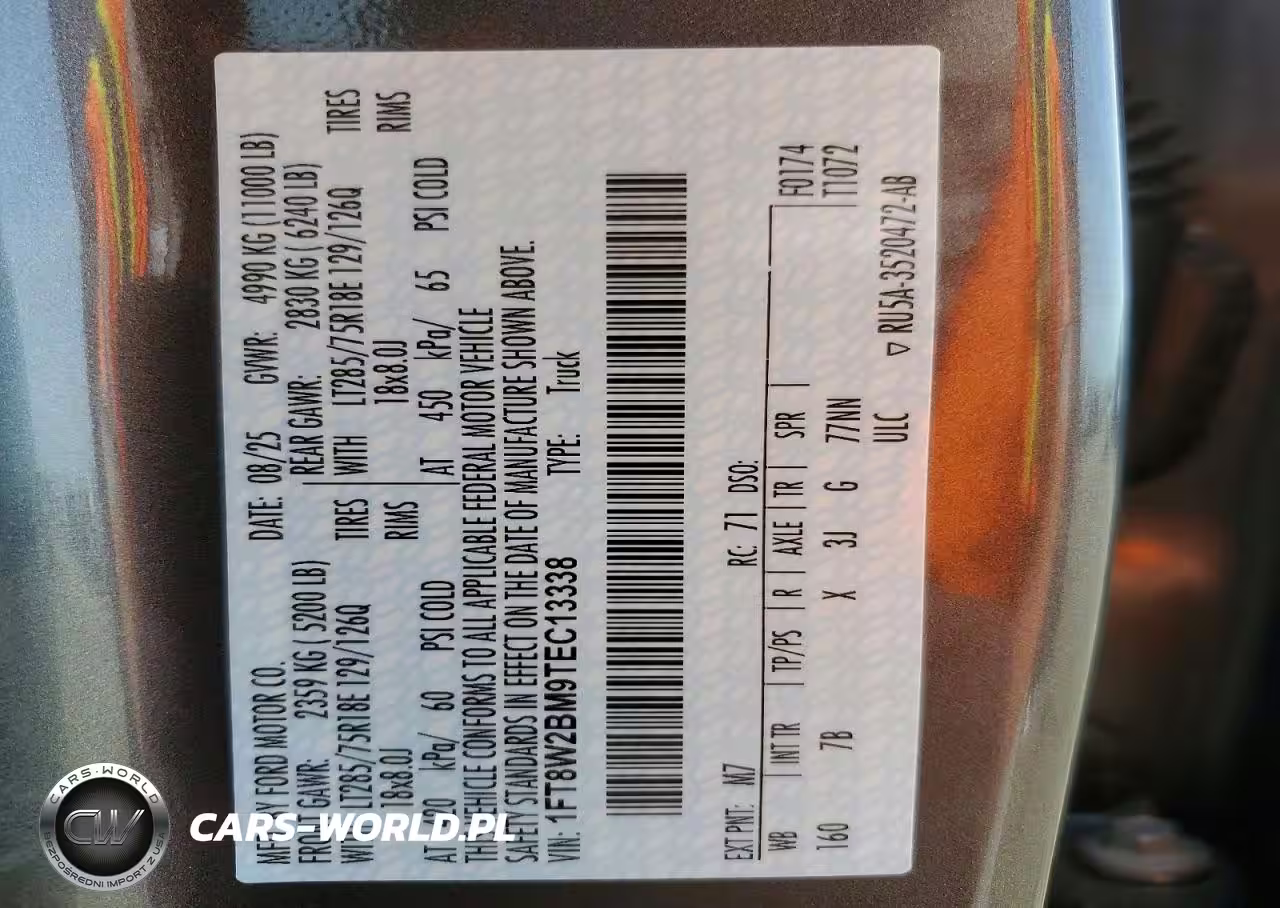 MFD BY FORD MOTOR CO. DATE: 08/25 GVWR: 4990 KG (11000 LB)
GAWR: 2359 KG ( 5200 LB) REAR GAWR: 2830 KG ( 6240 LB)
LT285/75R18E 129/126Q TIRES WITH LT285/75R18E 129/126Q TIRES
18x8.0J RIMS 18x8.0J RIMS
AT kPa/ 60 PSI COLD AT 450 kPa/ 65 PSI COLD
VEHICLE CONFORMS TO ALL APPLICABLE FEDERAL MOTOR VEHICLE
SAFETY STANDARDS IN EFFECT ON THE DATE OF MANUFACTURE SHOWN ABOVE.
VIN: 1FT8W2BM9TEC13338 TYPE: Truck
EXT PNT: M7 RC: 71 DSO:
WB | INT TR | TP/PS | R | AXLE | TR | SPR | F0174
160 7B X 3J G 77NN T1072
ULC ▽ RU5A-3520472-AB
CARS-WORLD
CW
BEZPOŚREDNI IMPORT Z USA
CARS-WORLD.PL